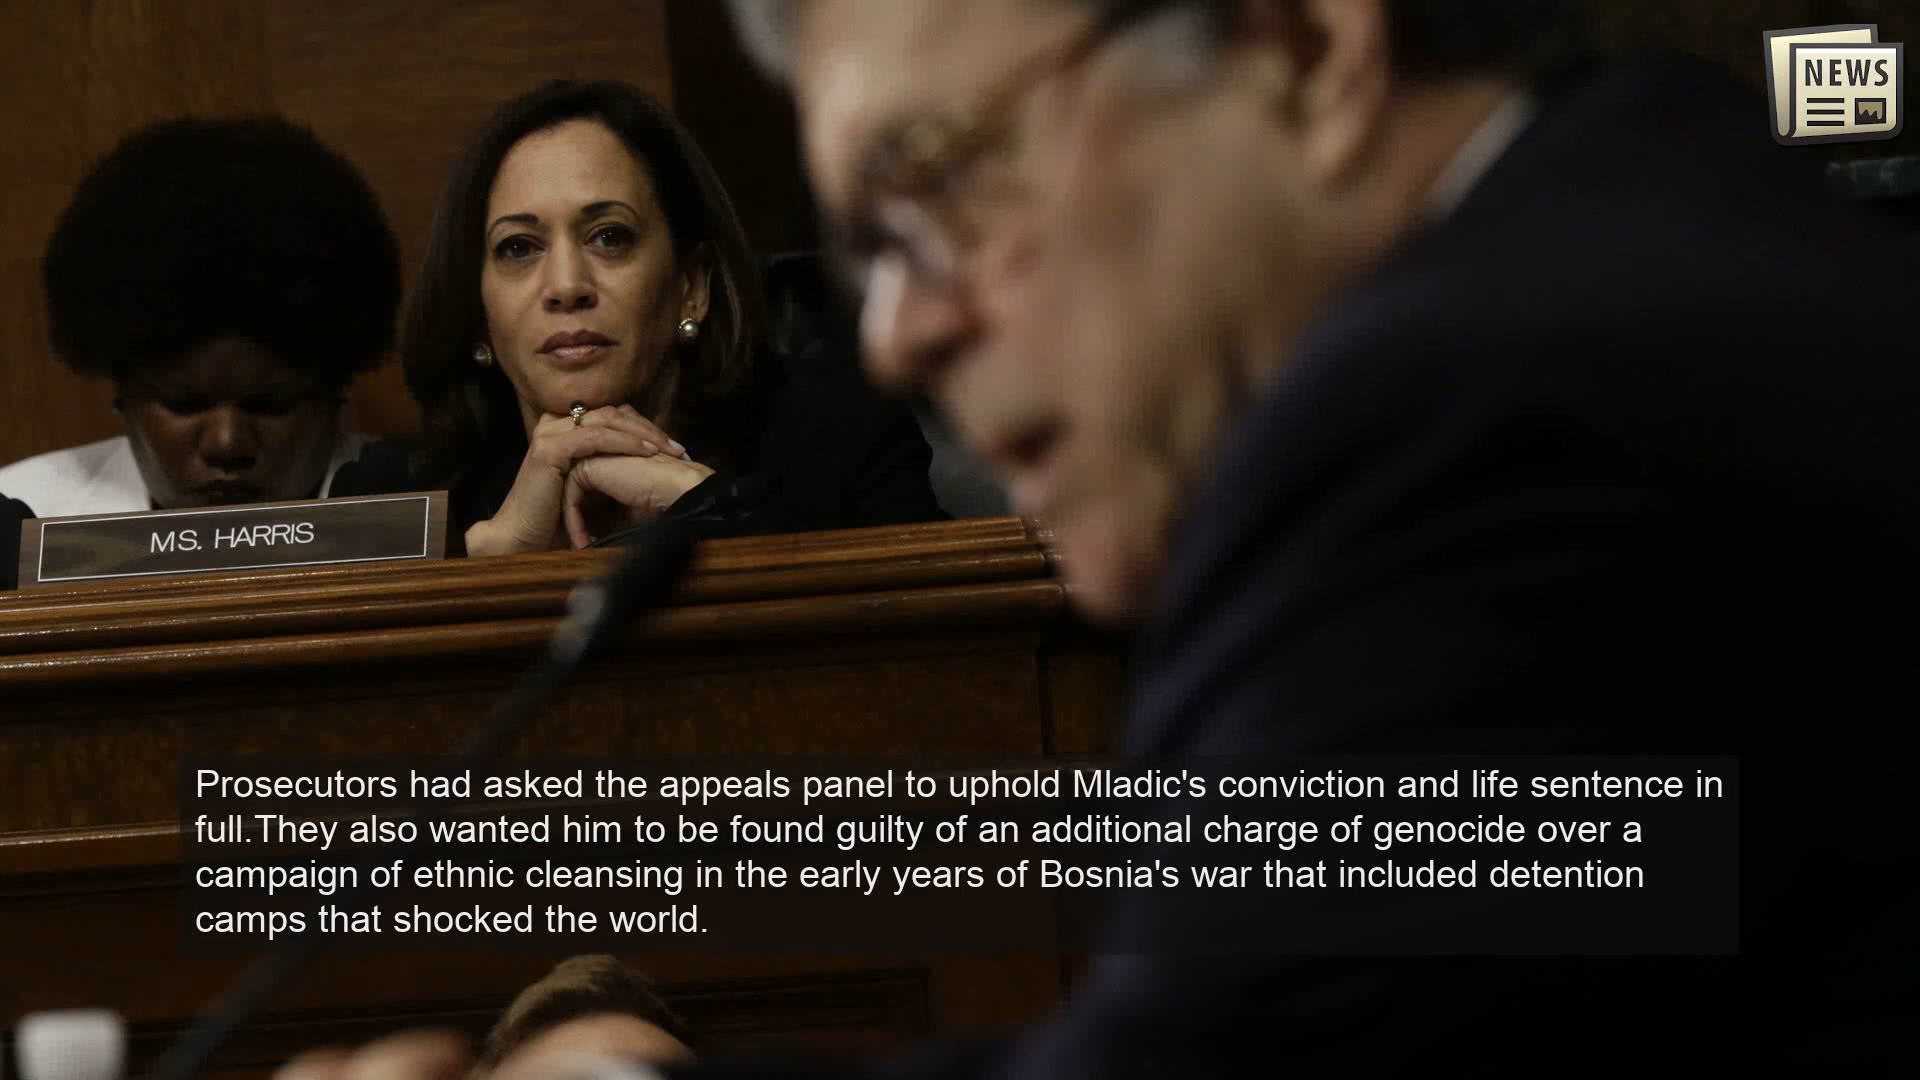 NEWS
MS. HARRIS
Prosecutors had asked the appeals panel to uphold Mladic's conviction and life sentence in
full.They also wanted him to be found guilty of an additional charge of genocide over a
campaign of ethnic cleansing in the early years of Bosnia's war that included detention
camps that shocked the world.